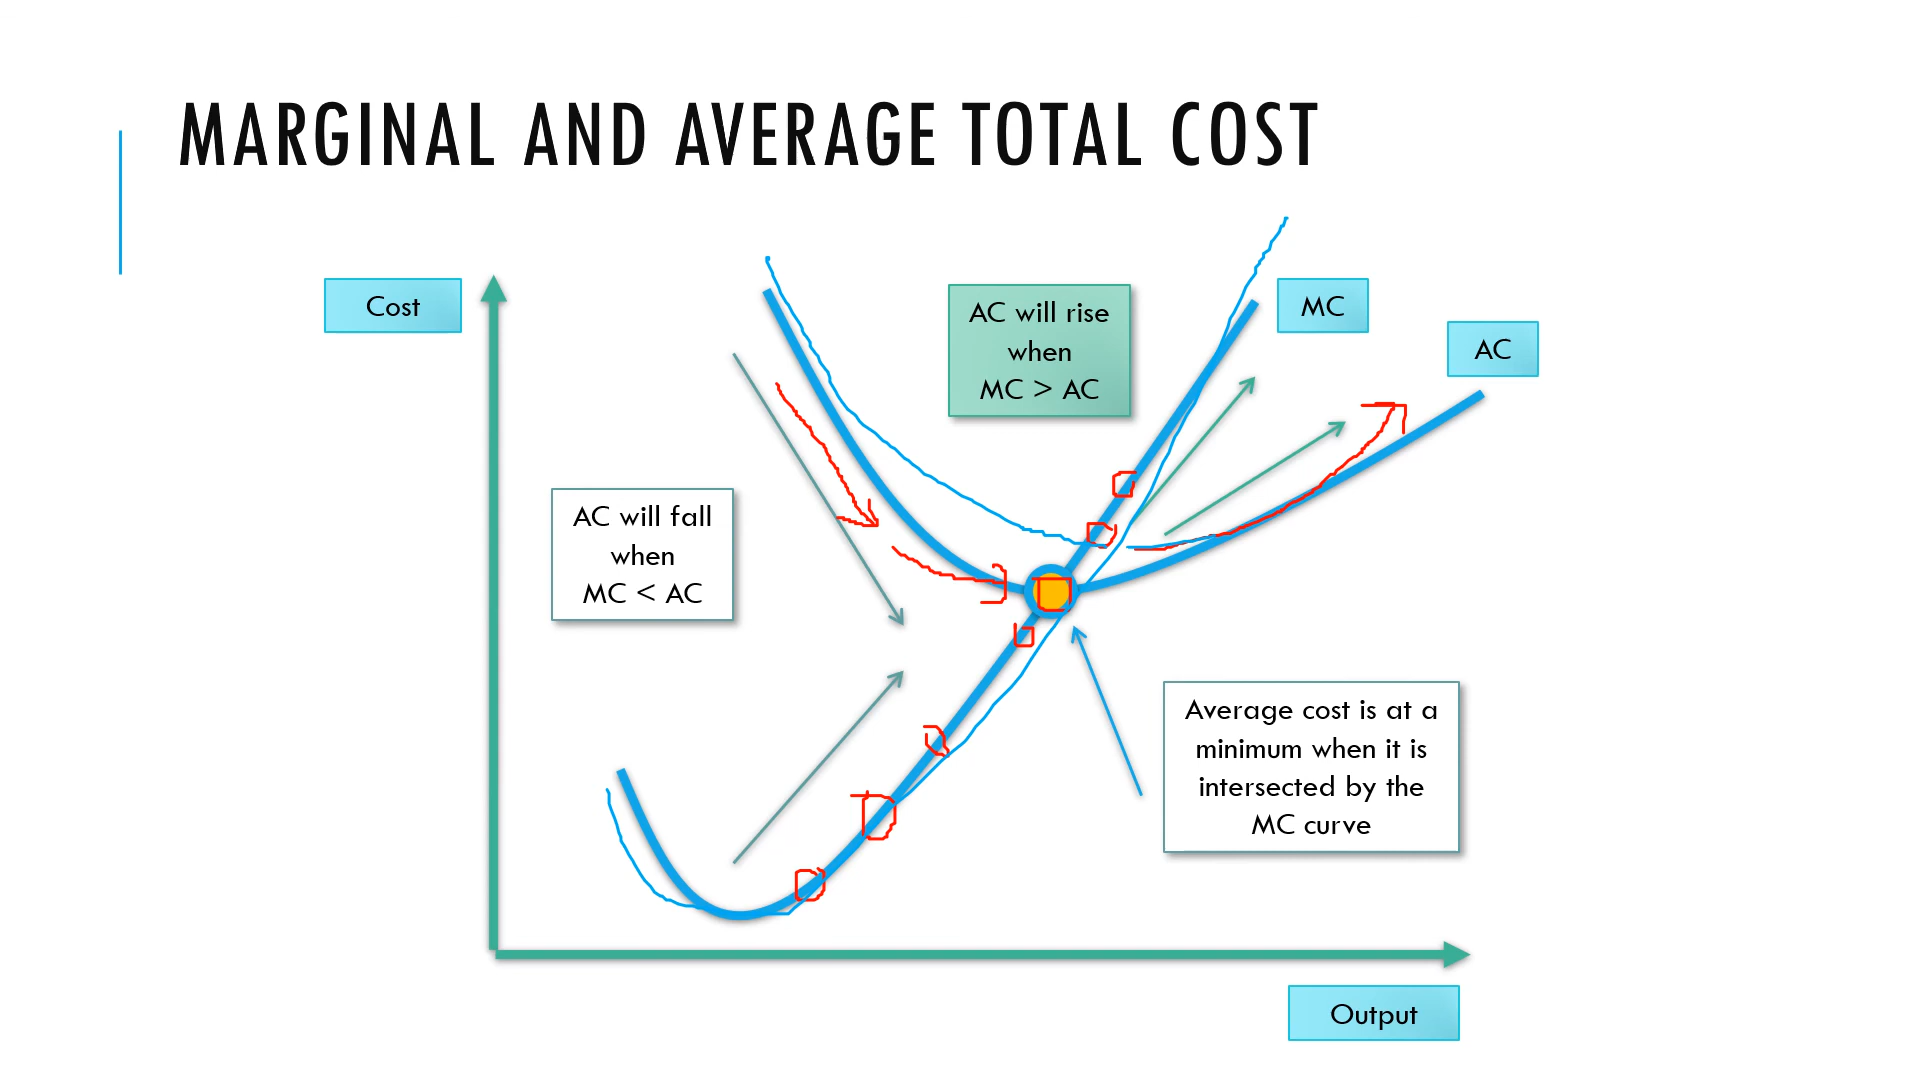 MARGINAL AND AVERAGE TOTAL COST
Cost
AC will rise
when
MC > AC
MC
AC
AC will fall
when
MC < AC
Average cost is at a
minimum when it is
intersected by the
MC curve
Output